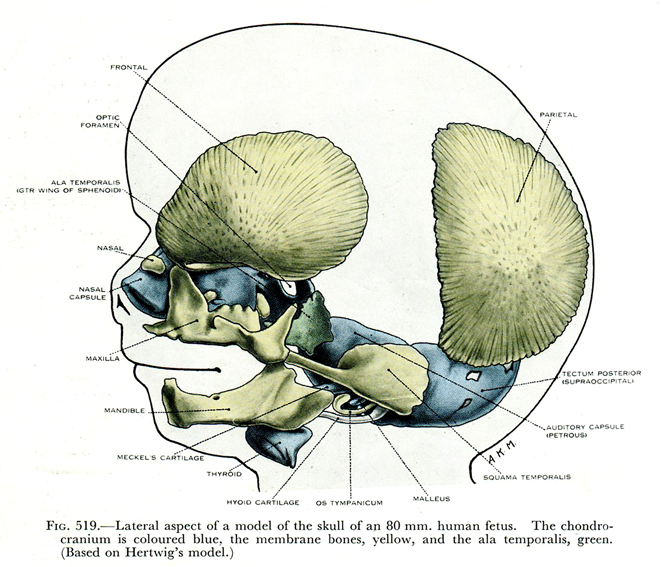 FRONTAL
OPTIC
FORAMEN
PARIETAL
ALA TEMPORALIS
(GTR WING OF SPHENOID)
NASAL
NASAL
CAPSULE
MAXILLA
TECTUM POSTERIOR
(SUPRAOCCIPITAL)
MANDIBLE
AUDITORY CAPSULE
(PETROUS)
A.K.M.
MECKEL'S CARTILAGE
THYROID
SQUAMA TEMPORALIS
HYOID CARTILAGE
OS TYMPANICUM
MALLEUS
FIG. 519.—Lateral aspect of a model of the skull of an 80 mm. human fetus. The chondro-
cranium is coloured blue, the membrane bones, yellow, and the ala temporalis, green.
(Based on Hertwig's model.)